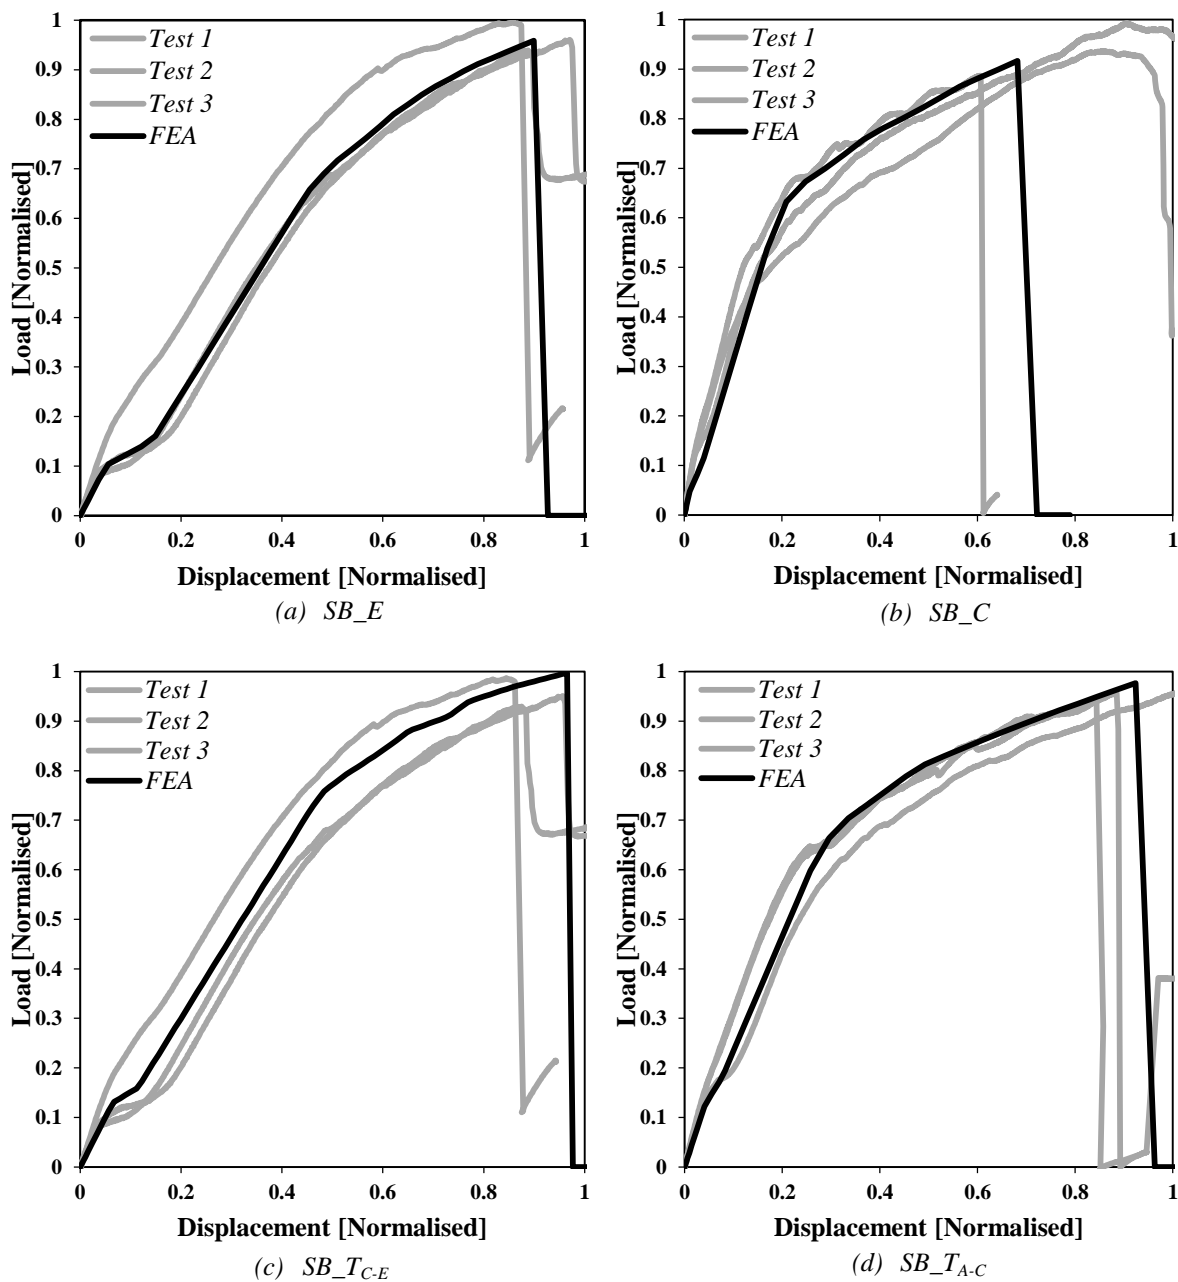 Load [Normalised]
1
0.9
0.8
0.7
0.6
0.5
0.4
0.3
0.2
0.1
0
Test 1
Test 2
Test 3
FEA
0 0.2 0.4 0.6 0.8 1
Displacement [Normalised]
(a) SB_E
Load [Normalised]
1
0.9
0.8
0.7
0.6
0.5
0.4
0.3
0.2
0.1
0
Test 1
Test 2
Test 3
FEA
0 0.2 0.4 0.6 0.8 1
Displacement [Normalised]
(b) SB_C
Load [Normalised]
1
0.9
0.8
0.7
0.6
0.5
0.4
0.3
0.2
0.1
0
Test 1
Test 2
Test 3
FEA
0 0.2 0.4 0.6 0.8 1
Displacement [Normalised]
(c) SB_TC-E
Load [Normalised]
1
0.9
0.8
0.7
0.6
0.5
0.4
0.3
0.2
0.1
0
Test 1
Test 2
Test 3
FEA
0 0.2 0.4 0.6 0.8 1
Displacement [Normalised]
(d) SB_TA-C